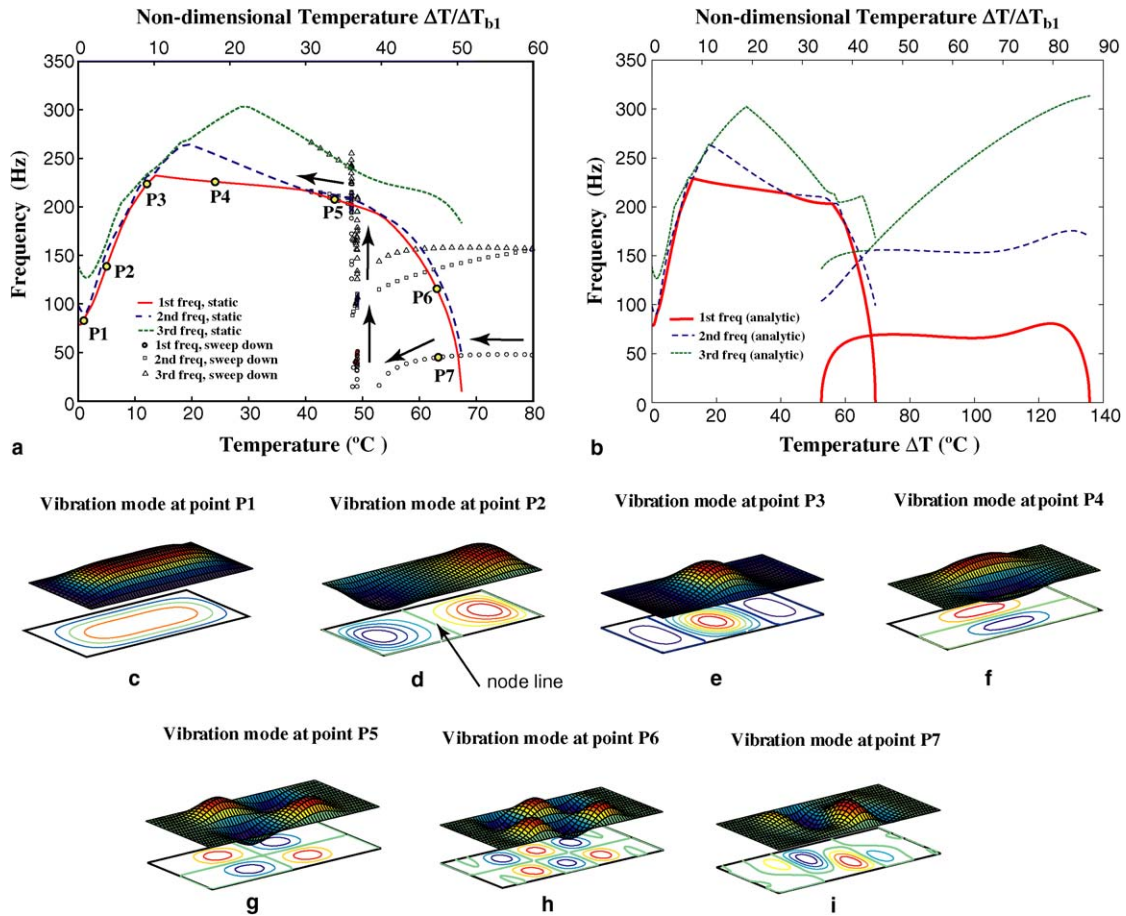 Non-dimensional Temperature ΔT/ΔTb1
0 10 20 30 40 50 60
350
300
250
200
150
100
50
0
Frequency (Hz)
P1
P2
P3
P4
P5
P6
P7
1st freq, static
2nd freq, static
3rd freq, static
1st freq, sweep down
2nd freq, sweep down
3rd freq, sweep down
0 10 20 30 40 50 60 70 80
Temperature (ºC )
a
Non-dimensional Temperature ΔT/ΔTb1
0 10 20 30 40 50 60 70 80 90
350
300
250
200
150
100
50
0
Frequency (Hz)
1st freq (analytic)
2nd freq (analytic)
3rd freq (analytic)
0 20 40 60 80 100 120 140
Temperature ΔT (ºC )
b
Vibration mode at point P1
Vibration mode at point P2
Vibration mode at point P3
Vibration mode at point P4
c
d
node line
e
f
Vibration mode at point P5
Vibration mode at point P6
Vibration mode at point P7
g
h
i